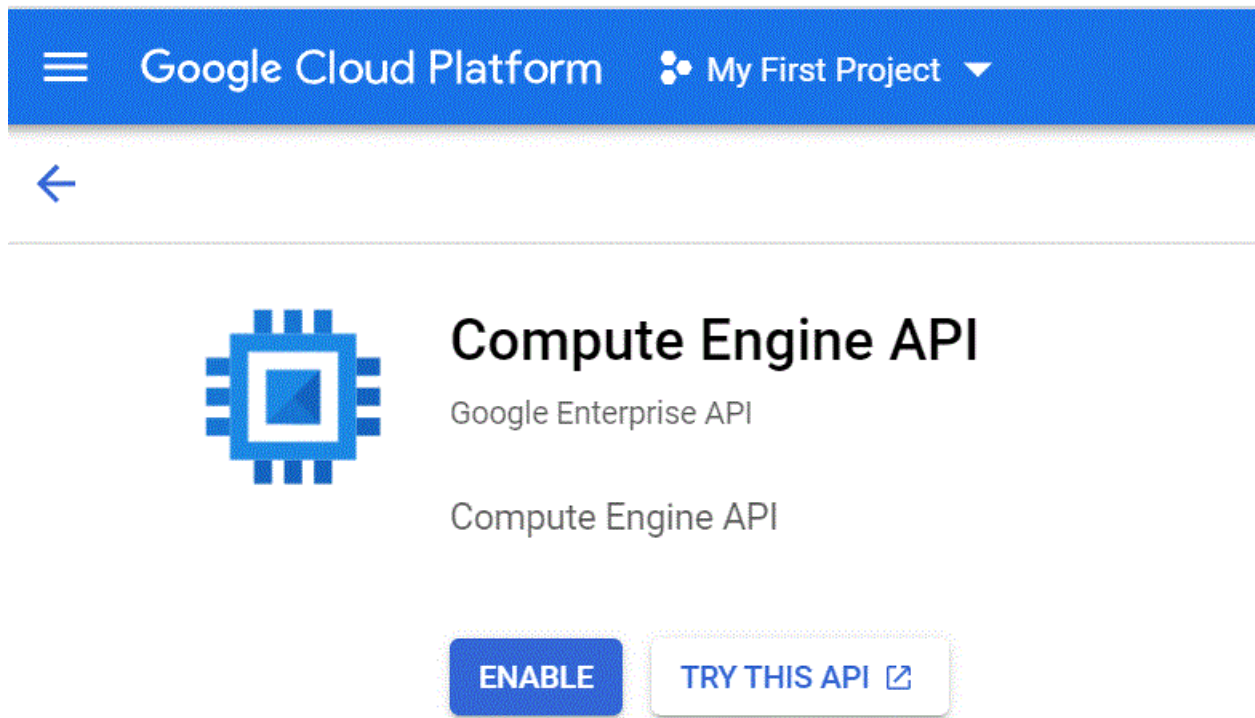 Google Cloud Platform My First Project
Compute Engine API
Google Enterprise API
Compute Engine API
ENABLE TRY THIS API